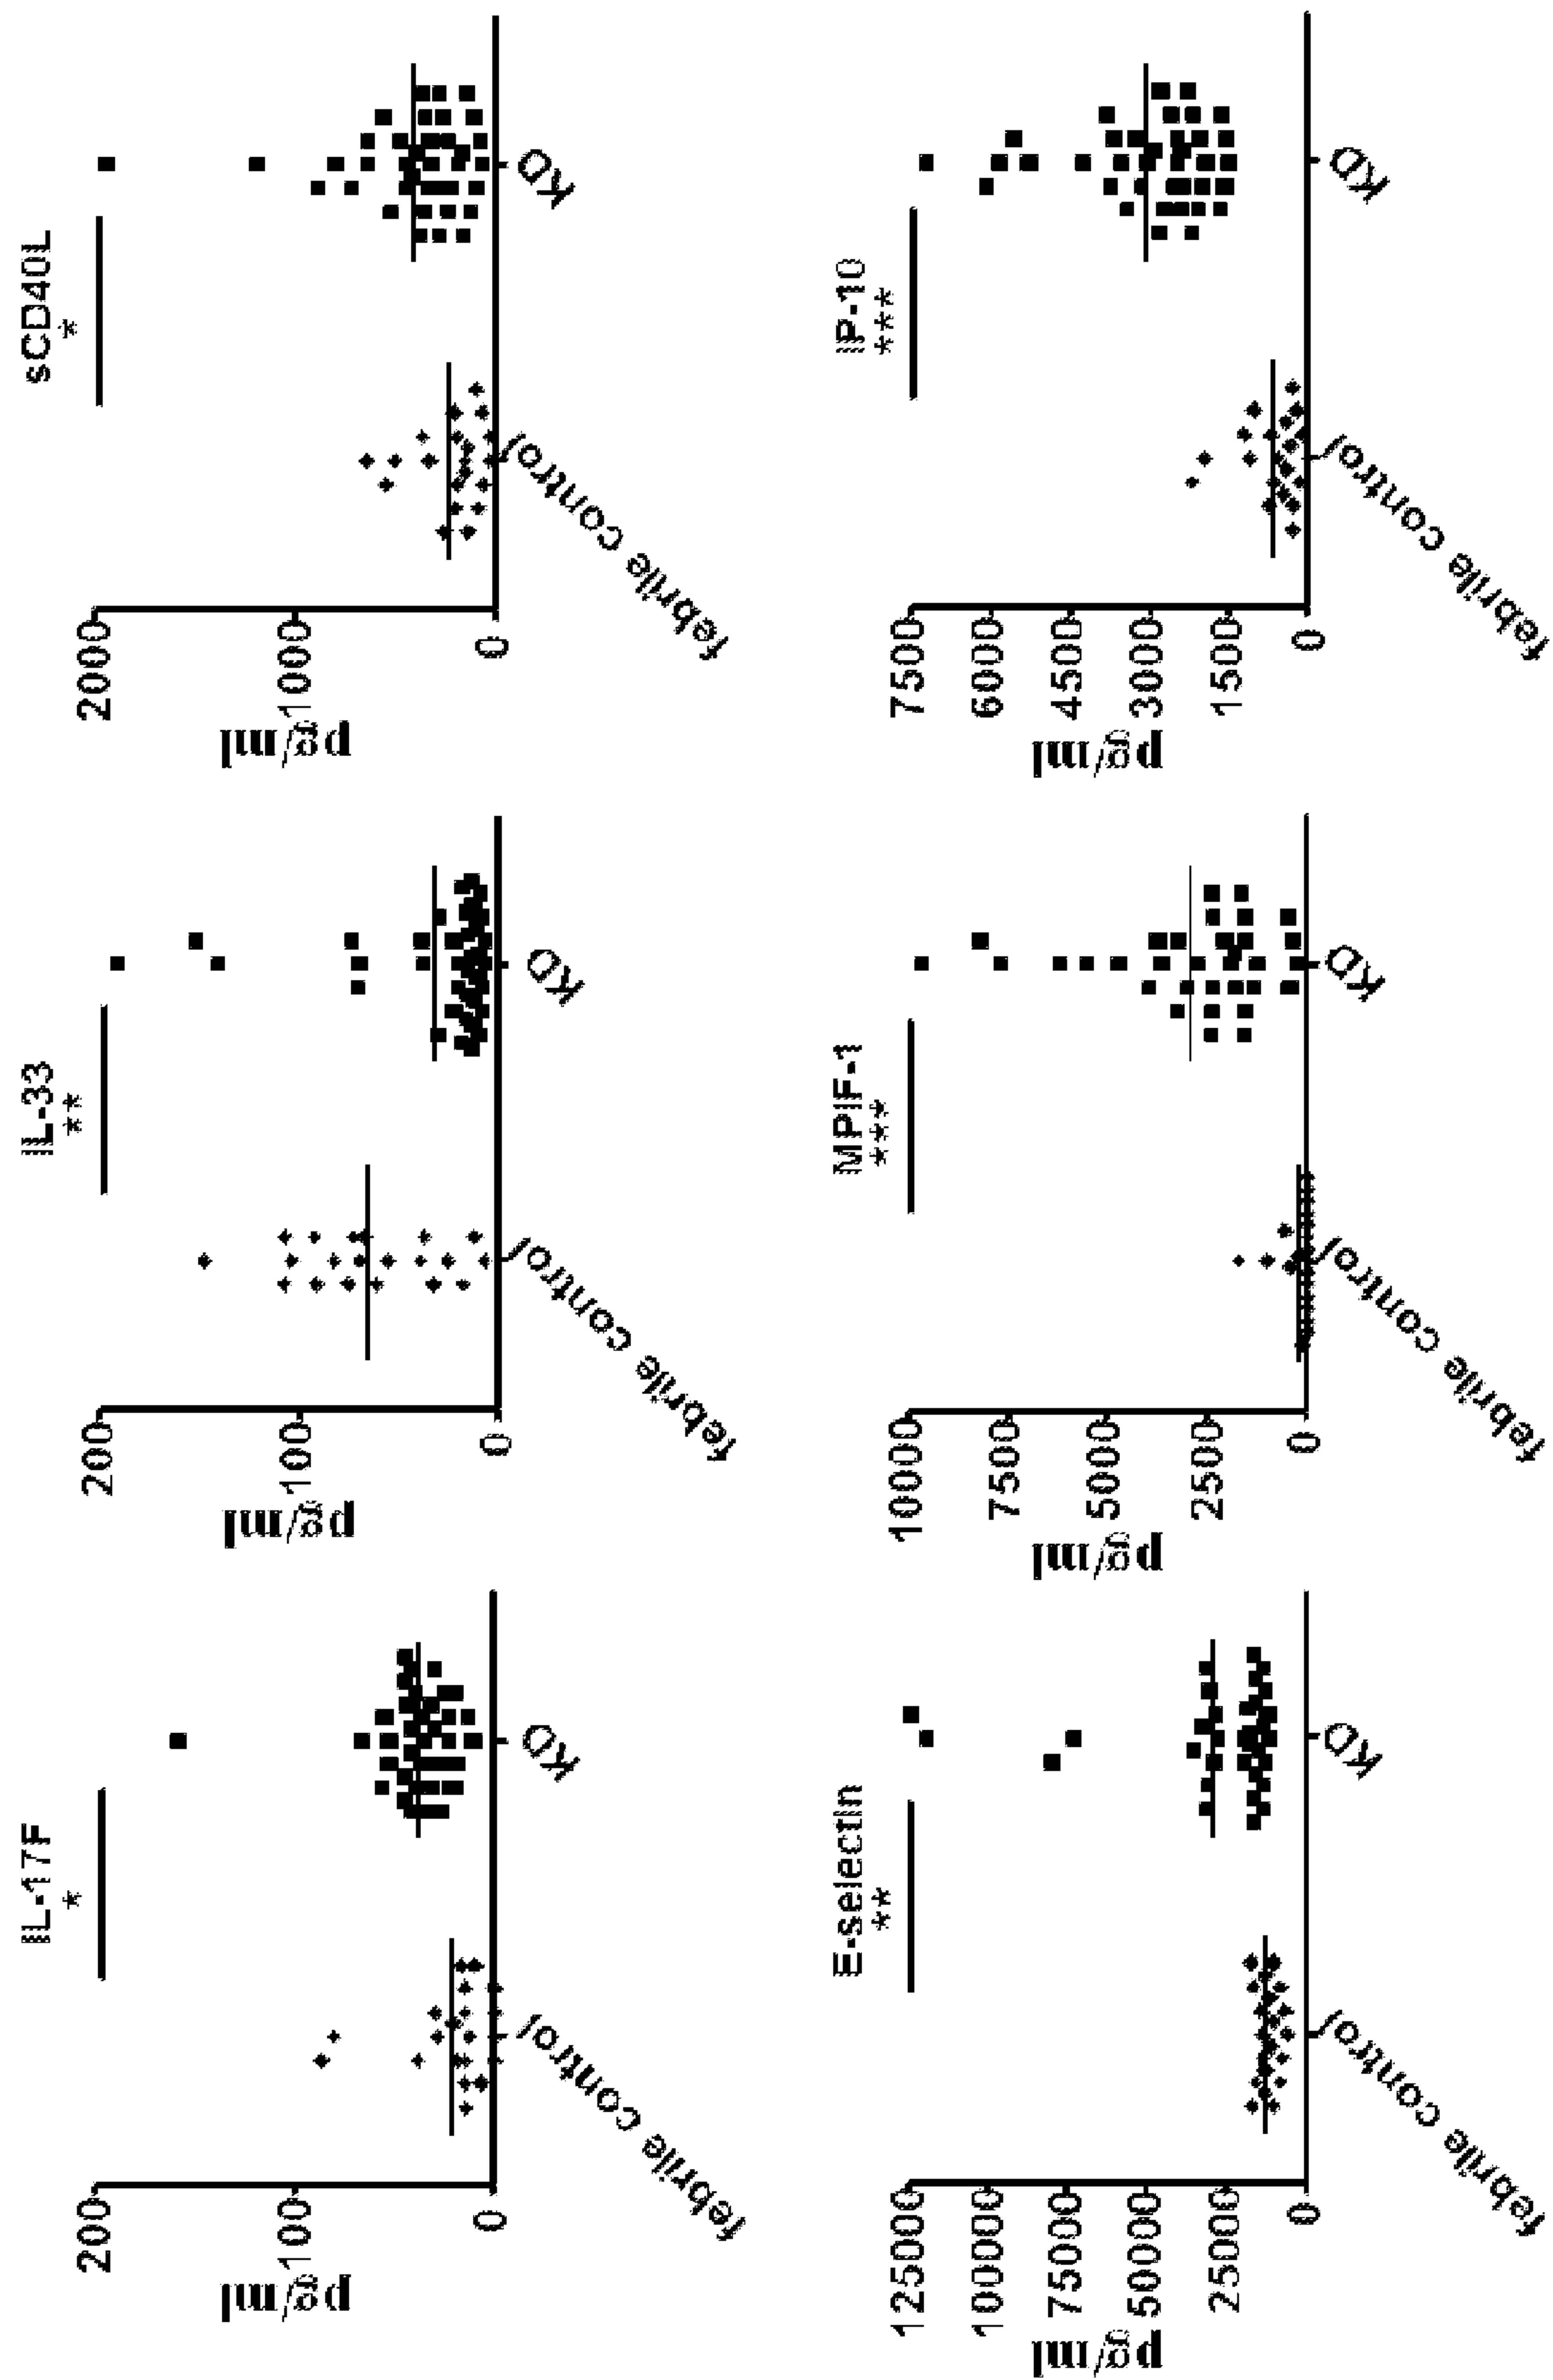 IL-17F
*
200
100
0
pg/ml
febrile control
KD
IL-33
**
200
100
0
pg/ml
febrile control
KD
sCD40L
*
2000
1000
0
pg/ml
febrile control
KD
E-selectin
**
125000
100000
75000
50000
25000
0
pg/ml
febrile control
KD
MPIF-1
***
10000
7500
5000
2500
0
pg/ml
febrile control
KD
IP-10
***
7500
6000
4500
3000
1500
0
pg/ml
febrile control
KD